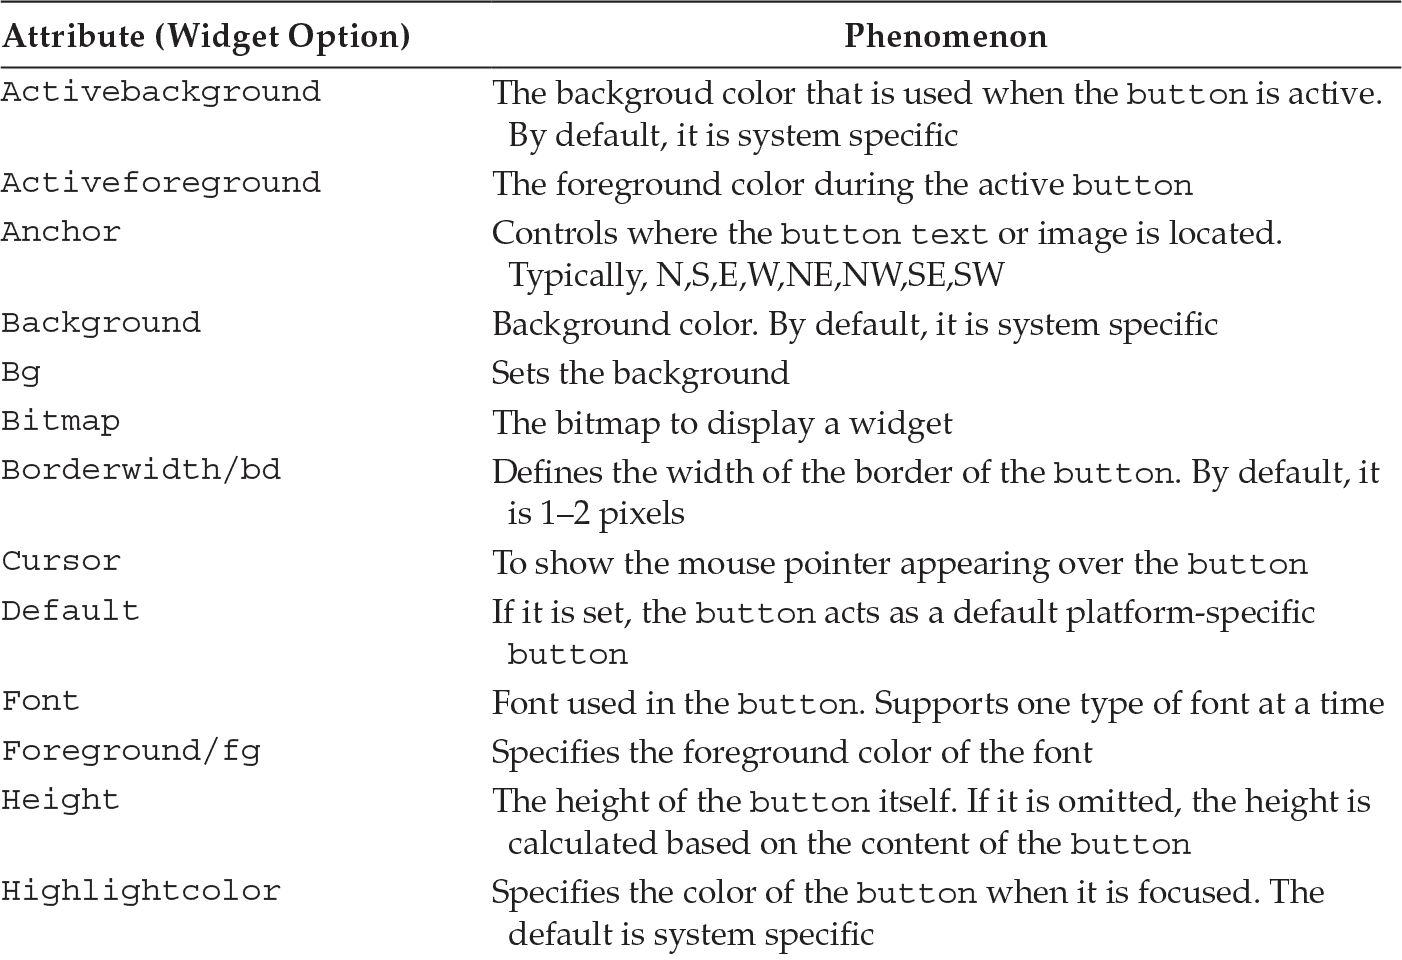 Attribute (Widget Option) Phenomenon
Activebackground The backgroud color that is used when the button is active.
By default, it is system specific
Activeforeground The foreground color during the active button
Anchor Controls where the button text or image is located.
Typically, N,S,E,W,NE,NW,SE,SW
Background Background color. By default, it is system specific
Bg Sets the background
Bitmap The bitmap to display a widget
Borderwidth/bd Defines the width of the border of the button. By default, it
is 1–2 pixels
Cursor To show the mouse pointer appearing over the button
Default If it is set, the button acts as a default platform-specific
button
Font Font used in the button. Supports one type of font at a time
Foreground/fg Specifies the foreground color of the font
Height The height of the button itself. If it is omitted, the height is
calculated based on the content of the button
Highlightcolor Specifies the color of the button when it is focused. The
default is system specific